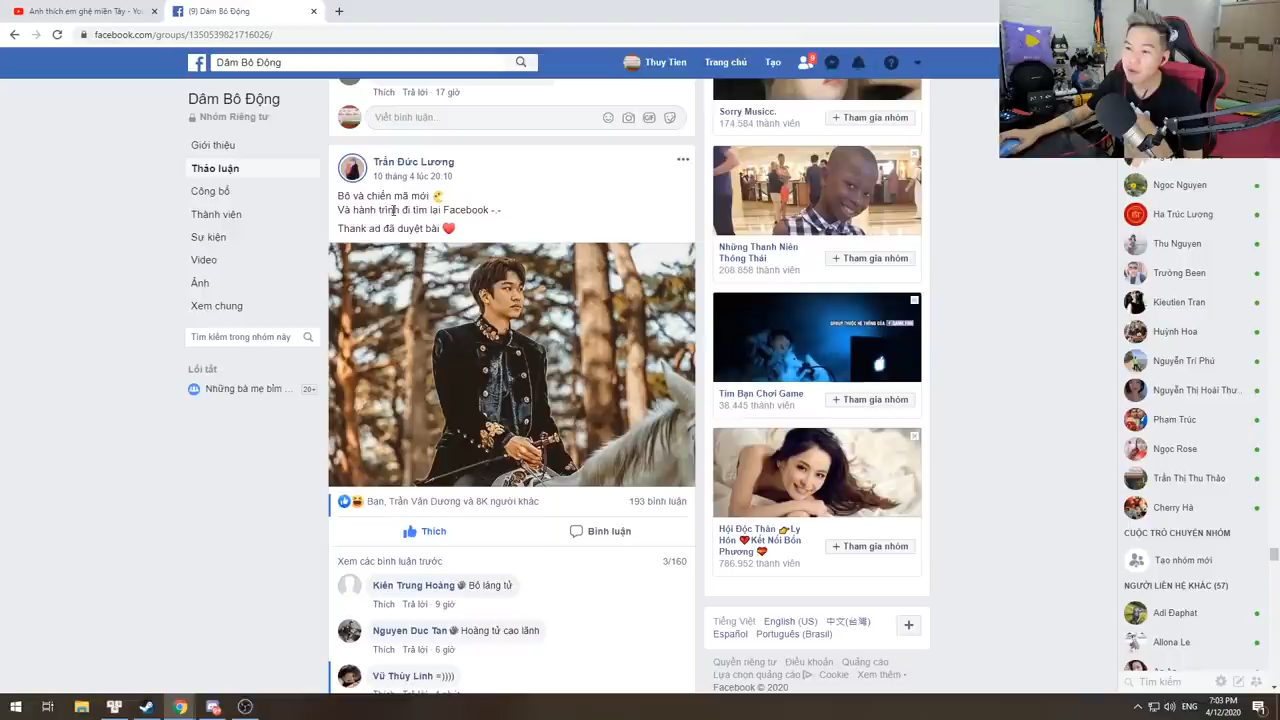 Anh thích em ghệ miền Tây - You
(9) Dâm Bô Động
facebook.com/groups/1350539821716026/
Dâm Bô Động
Thuy Tien
Trang chủ
Tạo
9
Dâm Bô Động
Nhóm Riêng tư
Giới thiệu
Thảo luận
Công bố
Thành viên
Sự kiện
Video
Ảnh
Xem chung
Tìm kiếm trong nhóm này
Lối tắt
Những bà mẹ bỉm ...
20+
Thích Trả lời · 17 giờ
Viết bình luận...
GIF
Trần Đức Lương
10 tháng 4 lúc 20:10
Bô và chiến mã mới
Và hành trình đi tìm lại Facebook -.-
Thank ad đã duyệt bài ❤
Bạn, Trần Văn Dương và 8K người khác
193 bình luận
Thích
Bình luận
Xem các bình luận trước
3/160
Kiên Trung Hoàng Bô lãng tử
Thích Trả lời · 9 giờ
Nguyen Duc Tan Hoàng tử cao lãnh
Thích Trả lời · 6 giờ
Vũ Thùy Linh =))))
Sorry Musicc.
174.584 thành viên
+ Tham gia nhóm
Những Thanh Niên
Thông Thái
208.858 thành viên
+ Tham gia nhóm
Tìm Bạn Chơi Game
38.445 thành viên
+ Tham gia nhóm
Hội Độc Thân 👉Ly
Hôn ❤Kết Nối Bốn
Phương
786.952 thành viên
+ Tham gia nhóm
Tiếng Việt · English (US) · 中文(台灣) ·
Español · Português (Brasil)
Quyền riêng tư · Điều khoản · Quảng cáo ·
Lựa chọn quảng cáo · Cookie · Xem thêm
Facebook © 2020
Ngoc Nguyen
Ha Trúc Lương
Thu Nguyen
Trường Been
Kieutien Tran
Huỳnh Hoa
Nguyễn Trí Phú
Nguyễn Thị Hoài Thư...
Phạm Trúc
Ngọc Rose
Trần Thị Thu Thảo
Cherry Hà
CUỘC TRÒ CHUYỆN NHÓM
Tạo nhóm mới
NGƯỜI LIÊN HỆ KHÁC (57)
Adi Đaphat
Allona Le
Tìm kiếm
ENG
7:03 PM
4/12/2020